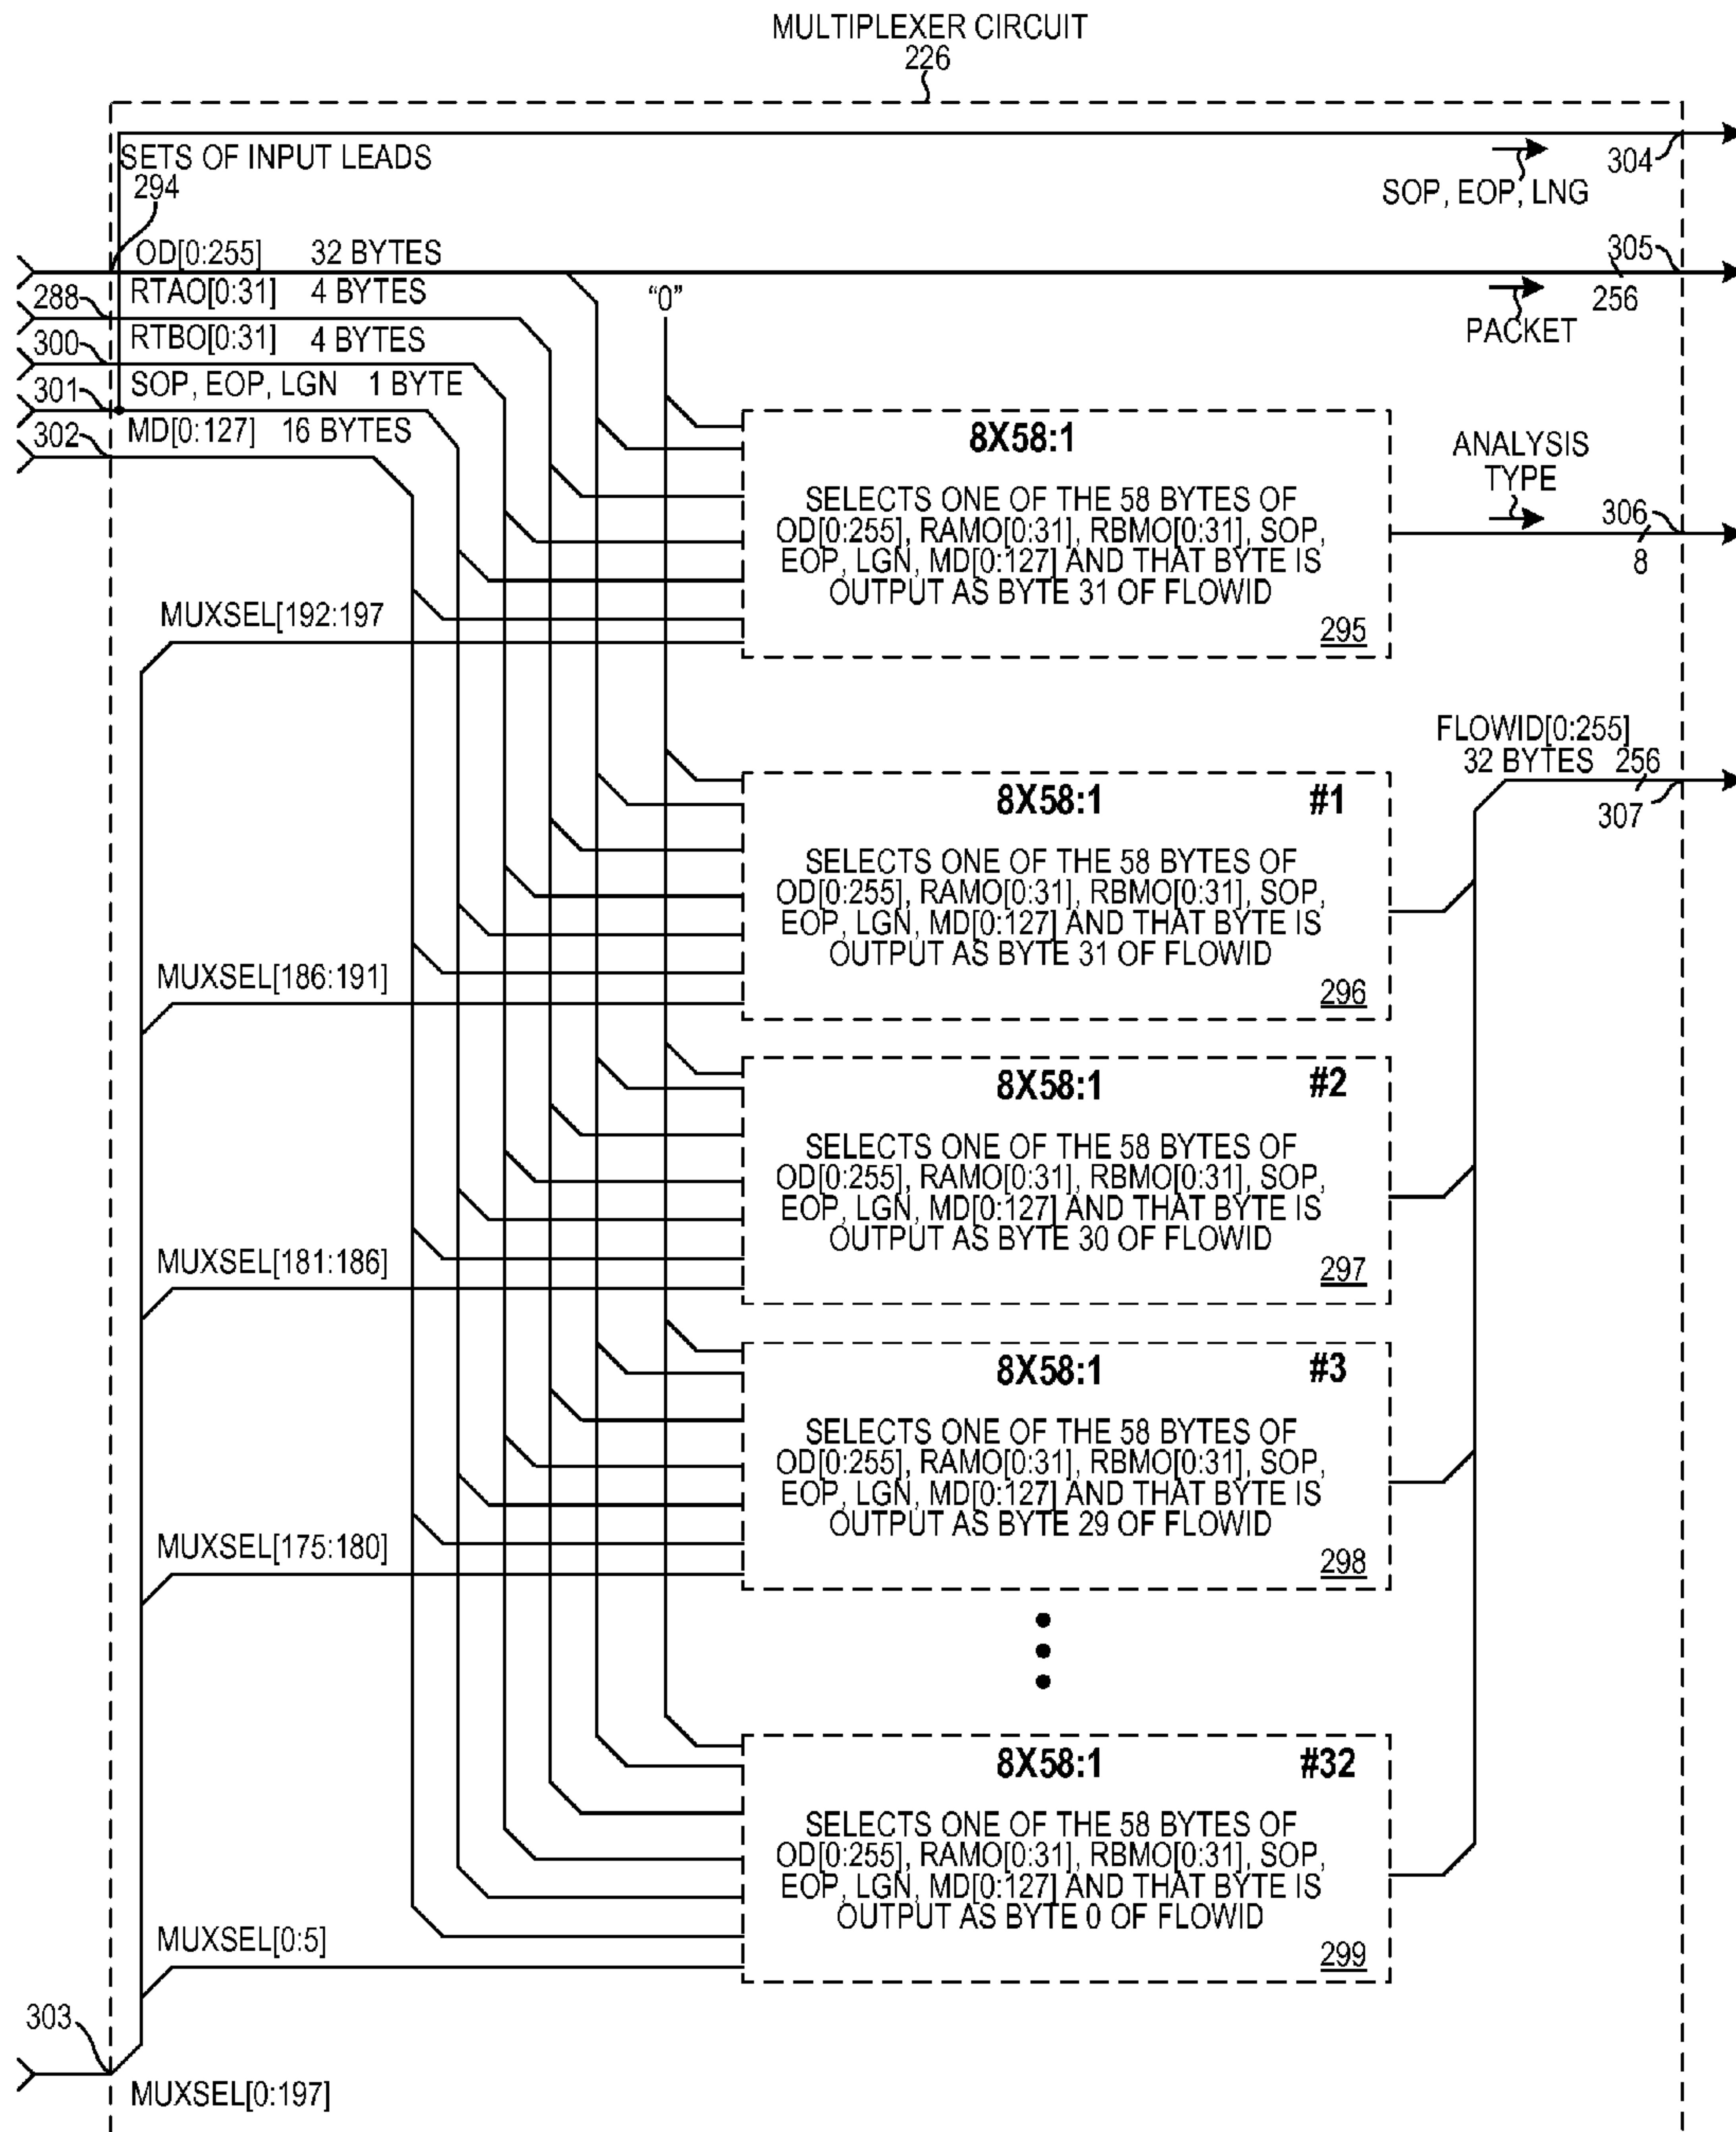 MULTIPLEXER CIRCUIT
226
SETS OF INPUT LEADS
294
304
SOP, EOP, LNG
OD[0:255] 32 BYTES
305
288
RTAO[0:31] 4 BYTES
"0"
256
PACKET
300
RTBO[0:31] 4 BYTES
301
SOP, EOP, LGN 1 BYTE
302
MD[0:127] 16 BYTES
8X58:1
SELECTS ONE OF THE 58 BYTES OF
OD[0:255], RAMO[0:31], RBMO[0:31], SOP,
EOP, LGN, MD[0:127] AND THAT BYTE IS
OUTPUT AS BYTE 31 OF FLOWID
295
ANALYSIS
TYPE
306
8
MUXSEL[192:197
FLOWID[0:255]
32 BYTES 256
307
8X58:1 #1
SELECTS ONE OF THE 58 BYTES OF
OD[0:255], RAMO[0:31], RBMO[0:31], SOP,
EOP, LGN, MD[0:127] AND THAT BYTE IS
OUTPUT AS BYTE 31 OF FLOWID
296
MUXSEL[186:191]
8X58:1 #2
SELECTS ONE OF THE 58 BYTES OF
OD[0:255], RAMO[0:31], RBMO[0:31], SOP,
EOP, LGN, MD[0:127] AND THAT BYTE IS
OUTPUT AS BYTE 30 OF FLOWID
297
MUXSEL[181:186]
8X58:1 #3
SELECTS ONE OF THE 58 BYTES OF
OD[0:255], RAMO[0:31], RBMO[0:31], SOP,
EOP, LGN, MD[0:127] AND THAT BYTE IS
OUTPUT AS BYTE 29 OF FLOWID
298
MUXSEL[175:180]
8X58:1 #32
SELECTS ONE OF THE 58 BYTES OF
OD[0:255], RAMO[0:31], RBMO[0:31], SOP,
EOP, LGN, MD[0:127] AND THAT BYTE IS
OUTPUT AS BYTE 0 OF FLOWID
299
MUXSEL[0:5]
303
MUXSEL[0:197]